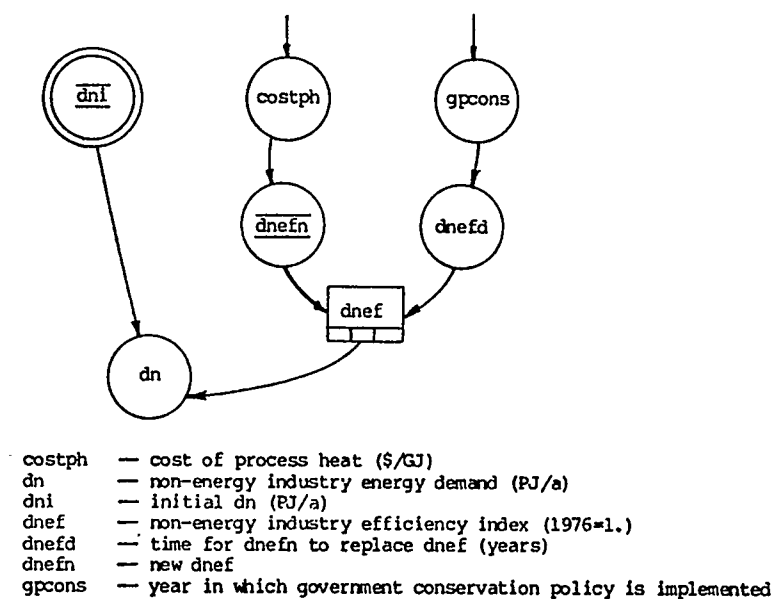 dni
costph
gpcons
dnefn
dnefd
dnef
dn
costph — cost of process heat ($/GJ)
dn — non-energy industry energy demand (PJ/a)
dni — initial dn (PJ/a)
dnef — non-energy industry efficiency index (1976=1.)
dnefd — time for dnefn to replace dnef (years)
dnefn — new dnef
gpcons — year in which government conservation policy is implemented